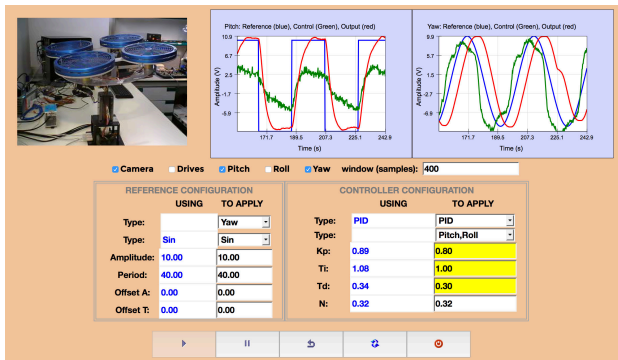 Pitch: Reference (blue), Control (Green), Output (red)
10.9
6.7
2.5
-1.7
-5.9
Amplitude (V)
171.7 189.5 207.3 225.1 242.9
Time (s)
Yaw: Reference (blue), Control (Green), Output (red)
9.9
5.7
1.5
-2.7
-6.9
Amplitude (V)
171.7 189.5 207.3 225.1 242.9
Time (s)
Camera Drives Pitch Roll Yaw window (samples): 400
REFERENCE CONFIGURATION
USING TO APPLY
Type: Yaw
Type: Sin Sin
Amplitude: 10.00 10.00
Period: 40.00 40.00
Offset A: 0.00 0.00
Offset T: 0.00 0.00
CONTROLLER CONFIGURATION
USING TO APPLY
Type: PID PID
Type: Pitch,Roll
Kp: 0.89 0.80
Ti: 1.08 1.00
Td: 0.34 0.30
N: 0.32 0.32